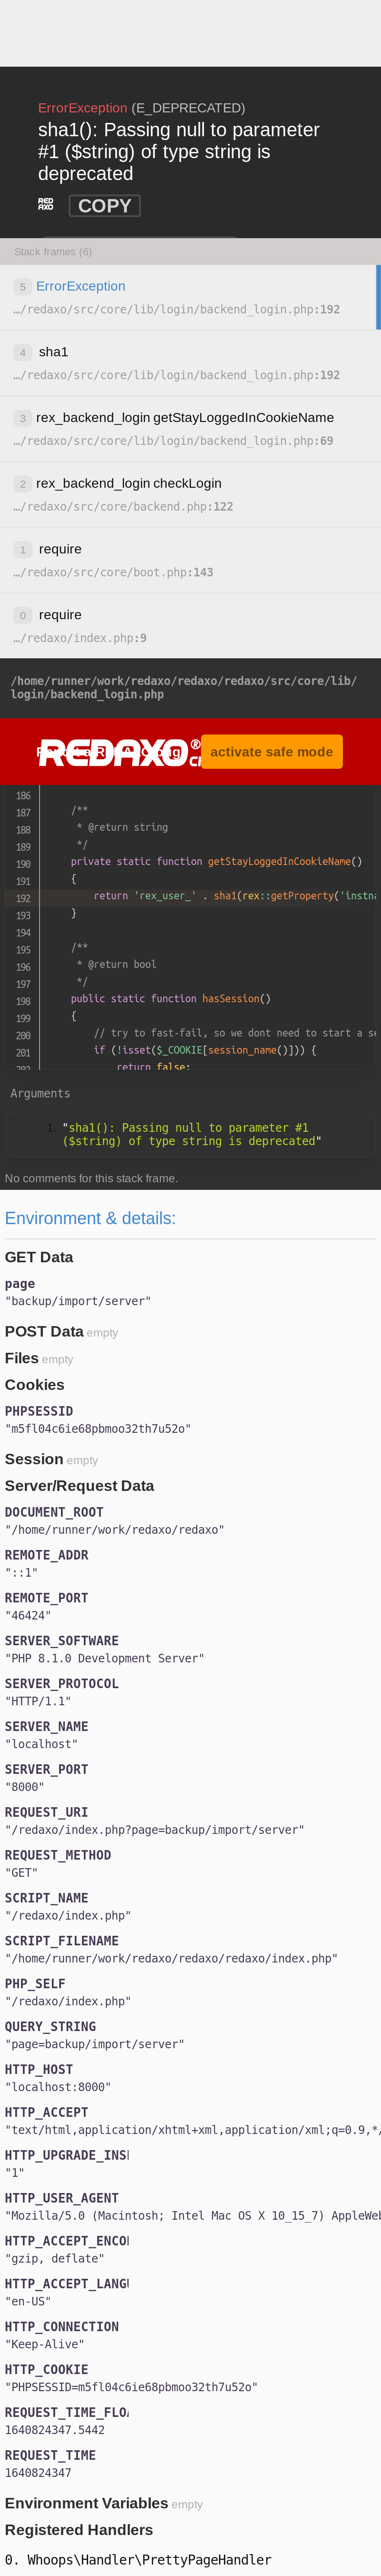 ErrorException (E_DEPRECATED)
sha1(): Passing null to parameter
#1 ($string) of type string is
deprecated
RED
AXO
COPY
Stack frames (6)
5 ErrorException
…/redaxo/src/core/lib/login/backend_login.php:192
4 sha1
…/redaxo/src/core/lib/login/backend_login.php:192
3 rex_backend_login getStayLoggedInCookieName
…/redaxo/src/core/lib/login/backend_login.php:69
2 rex_backend_login checkLogin
…/redaxo/src/core/backend.php:122
1 require
…/redaxo/src/core/boot.php:143
0 require
…/redaxo/index.php:9
/home/runner/work/redaxo/redaxo/redaxo/src/core/lib/
login/backend_login.php
REDAXO®
activate safe mode
186
187 /**
188 * @return string
189 */
190 private static function getStayLoggedInCookieName()
191 {
192 return 'rex_user_' . sha1(rex::getProperty('instna
193 }
194
195 /**
196 * @return bool
197 */
198 public static function hasSession()
199 {
200 // try to fast-fail, so we dont need to start a se
201 if (!isset($_COOKIE[session_name()])) {
202 return false;
Arguments
1. "sha1(): Passing null to parameter #1
($string) of type string is deprecated"
No comments for this stack frame.
Environment & details:
GET Data
page
"backup/import/server"
POST Data empty
Files empty
Cookies
PHPSESSID
"m5fl04c6ie68pbmoo32th7u52o"
Session empty
Server/Request Data
DOCUMENT_ROOT
"/home/runner/work/redaxo/redaxo"
REMOTE_ADDR
"::1"
REMOTE_PORT
"46424"
SERVER_SOFTWARE
"PHP 8.1.0 Development Server"
SERVER_PROTOCOL
"HTTP/1.1"
SERVER_NAME
"localhost"
SERVER_PORT
"8000"
REQUEST_URI
"/redaxo/index.php?page=backup/import/server"
REQUEST_METHOD
"GET"
SCRIPT_NAME
"/redaxo/index.php"
SCRIPT_FILENAME
"/home/runner/work/redaxo/redaxo/redaxo/index.php"
PHP_SELF
"/redaxo/index.php"
QUERY_STRING
"page=backup/import/server"
HTTP_HOST
"localhost:8000"
HTTP_ACCEPT
"text/html,application/xhtml+xml,application/xml;q=0.9,*/
HTTP_UPGRADE_INSE
"1"
HTTP_USER_AGENT
"Mozilla/5.0 (Macintosh; Intel Mac OS X 10_15_7) AppleWeb
HTTP_ACCEPT_ENCOD
"gzip, deflate"
HTTP_ACCEPT_LANGU
"en-US"
HTTP_CONNECTION
"Keep-Alive"
HTTP_COOKIE
"PHPSESSID=m5fl04c6ie68pbmoo32th7u52o"
REQUEST_TIME_FLOA
1640824347.5442
REQUEST_TIME
1640824347
Environment Variables empty
Registered Handlers
0. Whoops\Handler\PrettyPageHandler